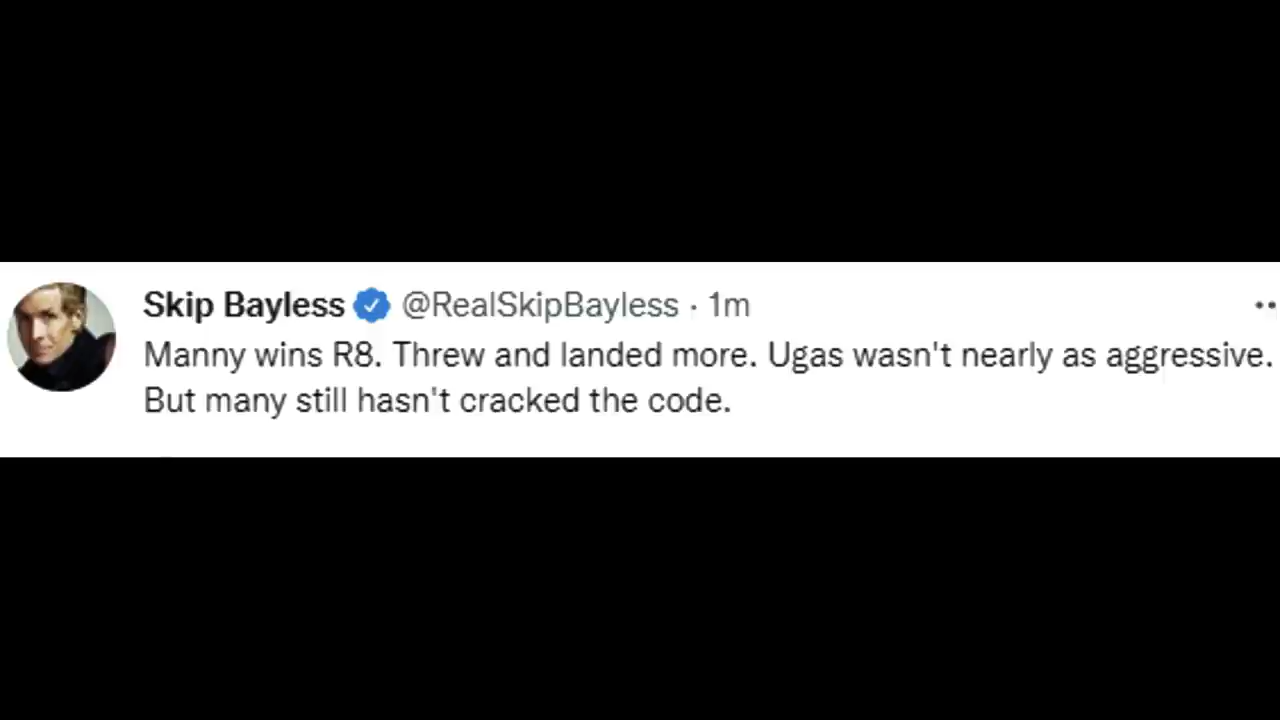 Skip Bayless @RealSkipBayless · 1m
Manny wins R8. Threw and landed more. Ugas wasn't nearly as aggressive.
But many still hasn't cracked the code.